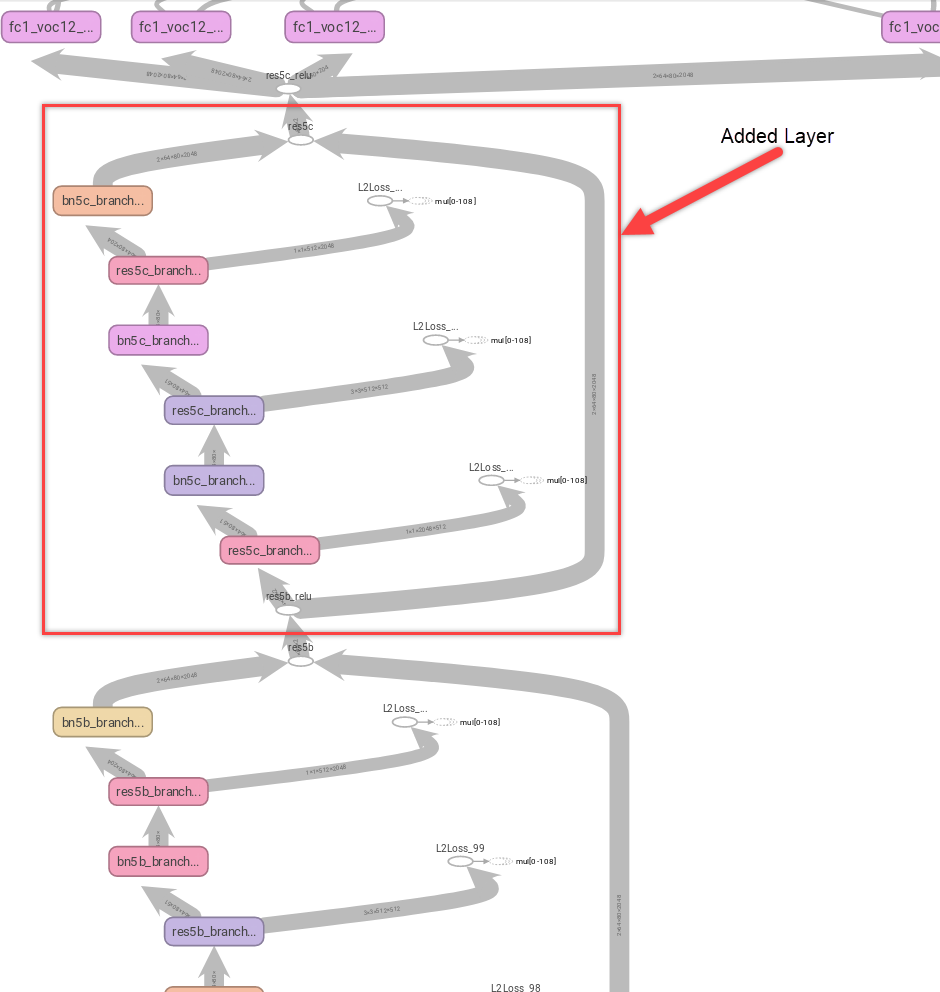 fc1_voc12_...
fc1_voc12_...
fc1_voc12_...
fc1_voc
res5c_relu
2×64×80×2048
res5c
Added Layer
2×64×80×2048
L2Loss_...
bn5c_branch...
mul[0-108]
1×1×512×2048
res5c_branch...
L2Loss_...
bn5c_branch...
mul[0-108]
3×3×512×512
2×64×80×2048
res5c_branch...
L2Loss_...
bn5c_branch...
mul[0-108]
1×1×2048×512
res5c_branch...
res5b_relu
res5b
2×64×80×2048
L2Loss_...
bn5b_branch...
mul[0-108]
1×1×512×2048
res5b_branch...
L2Loss_99
bn5b_branch...
mul[0-108]
3×3×512×512
2×64×80×2048
res5b_branch...
L2Loss_98